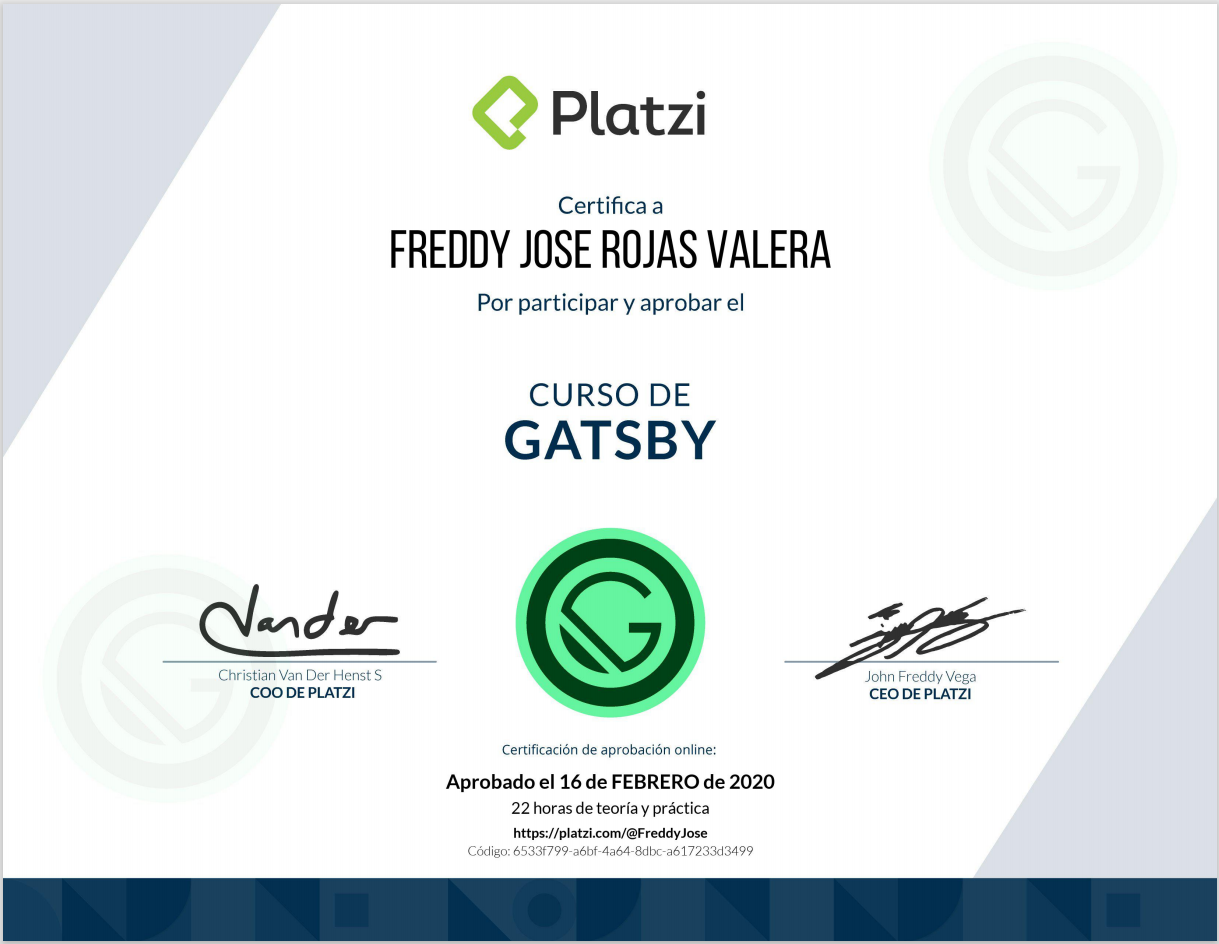 Platzi
Certifica a
FREDDY JOSE ROJAS VALERA
Por participar y aprobar el
CURSO DE
GATSBY
Vander
Christian Van Der Henst S
COO DE PLATZI
John Freddy Vega
CEO DE PLATZI
Certificación de aprobación online:
Aprobado el 16 de FEBRERO de 2020
22 horas de teoría y práctica
https://platzi.com/@FreddyJose
Código: 6533f799-a6bf-4a64-8dbc-a617233d3499